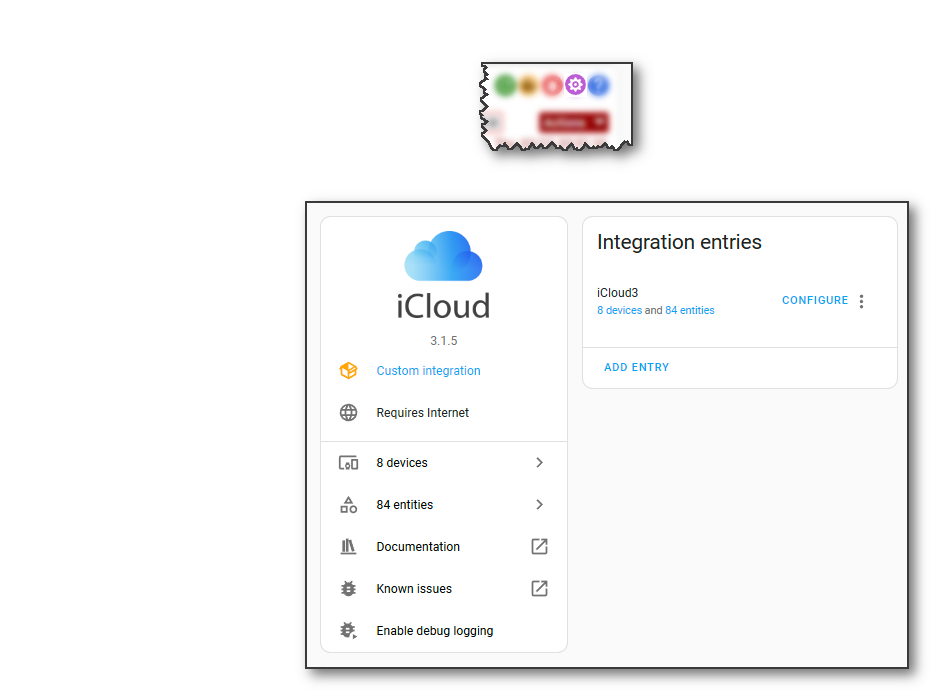 Actions
iCloud
3.1.5
Custom integration
Requires Internet
8 devices
84 entities
Documentation
Known issues
Enable debug logging
Integration entries
iCloud3
8 devices and 84 entities
CONFIGURE
ADD ENTRY